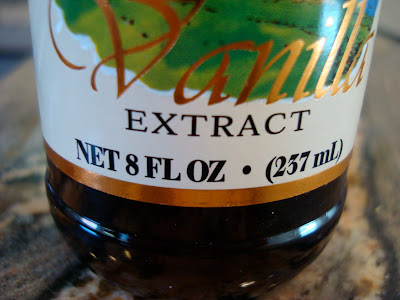 Vanilla
EXTRACT
NET 8 FL OZ • (237 mL)